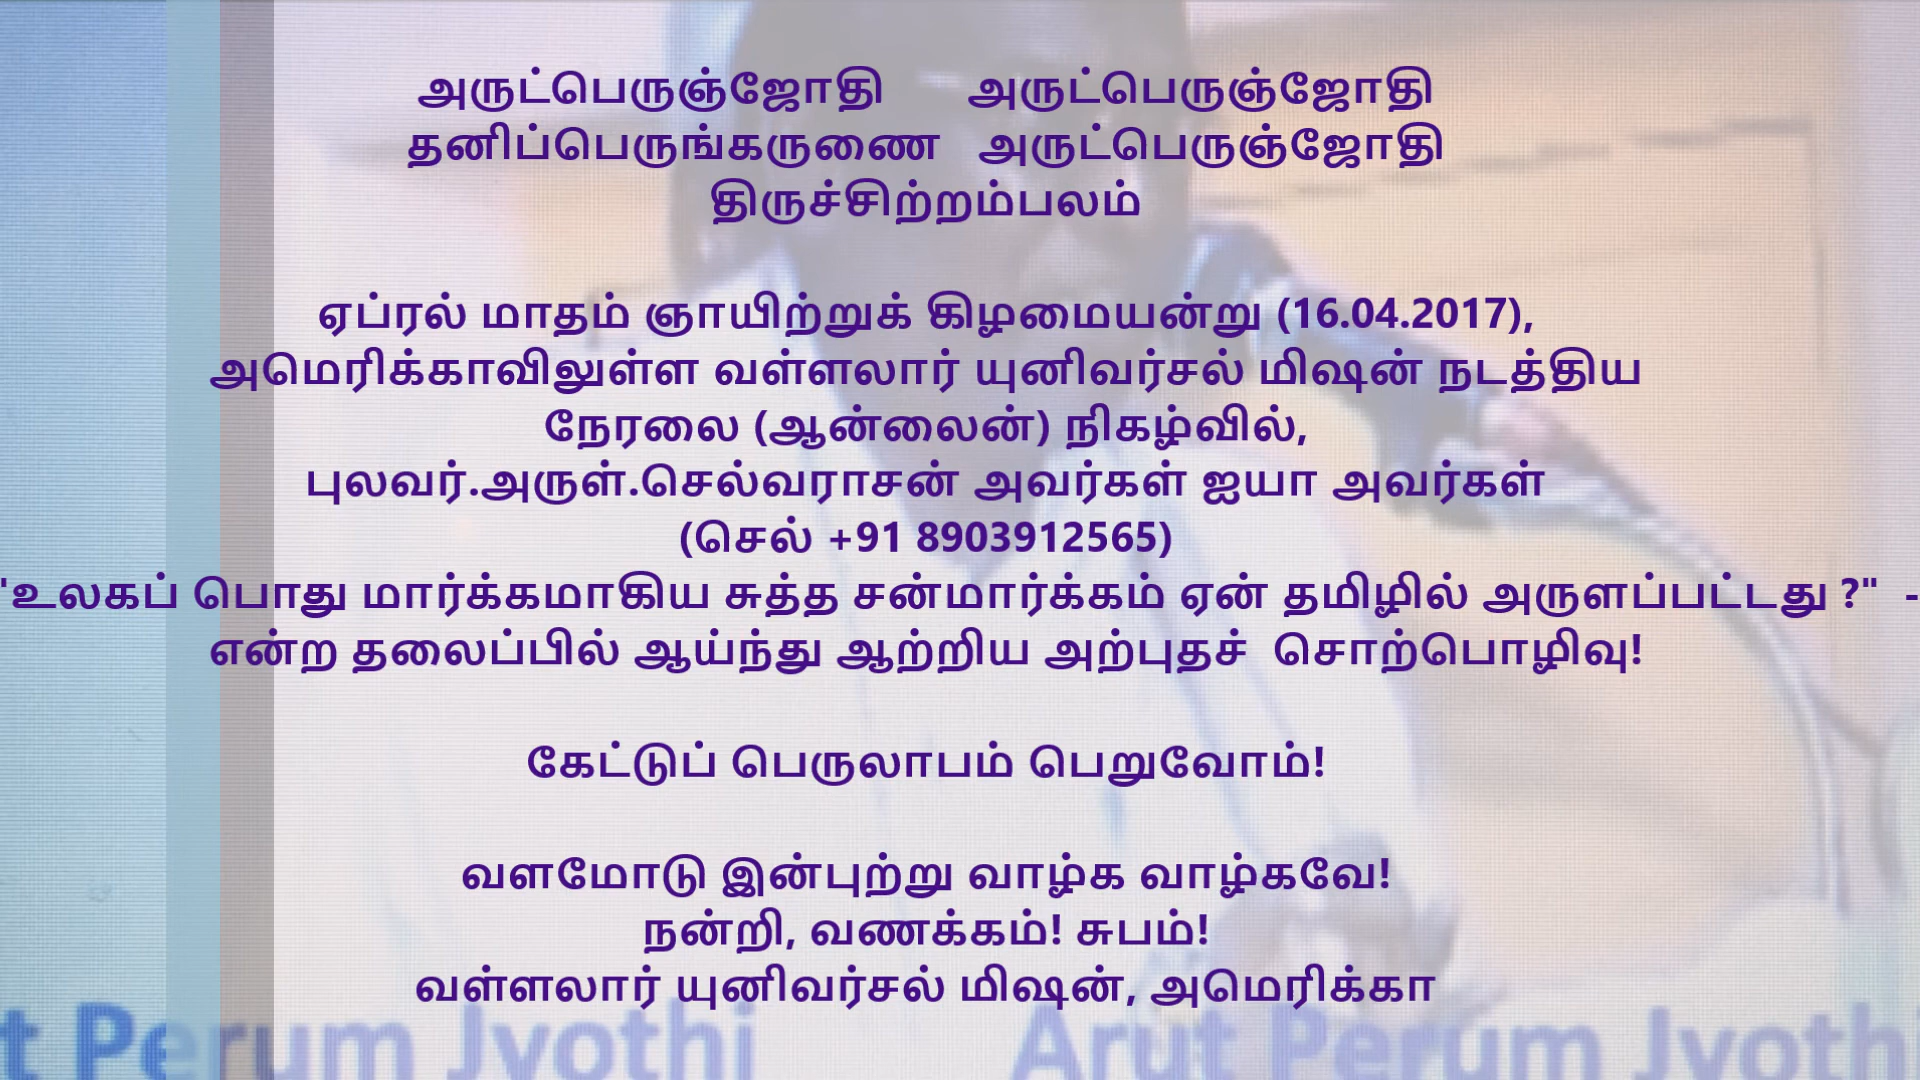 அருட்பெருஞ்ஜோதி அருட்பெருஞ்ஜோதி
தனிப்பெருங்கருணை அருட்பெருஞ்ஜோதி
திருச்சிற்றம்பலம்
ஏப்ரல் மாதம் ஞாயிற்றுக் கிழமையன்று (16.04.2017),
அமெரிக்காவிலுள்ள வள்ளலார் யுனிவர்சல் மிஷன் நடத்திய
நேரலை (ஆன்லைன்) நிகழ்வில்,
புலவர்.அருள்.செல்வராசன் அவர்கள் ஐயா அவர்கள்
(செல் +91 8903912565)
"உலகப் பொது மார்க்கமாகிய சுத்த சன்மார்க்கம் ஏன் தமிழில் அருளப்பட்டது ?" -
என்ற தலைப்பில் ஆய்ந்து ஆற்றிய அற்புதச் சொற்பொழிவு!
கேட்டுப் பெருலாபம் பெறுவோம்!
வளமோடு இன்புற்று வாழ்க வாழ்கவே!
நன்றி, வணக்கம்! சுபம்!
வள்ளலார் யுனிவர்சல் மிஷன், அமெரிக்கா
t Perum Jyothi Arut Perum Jyothi